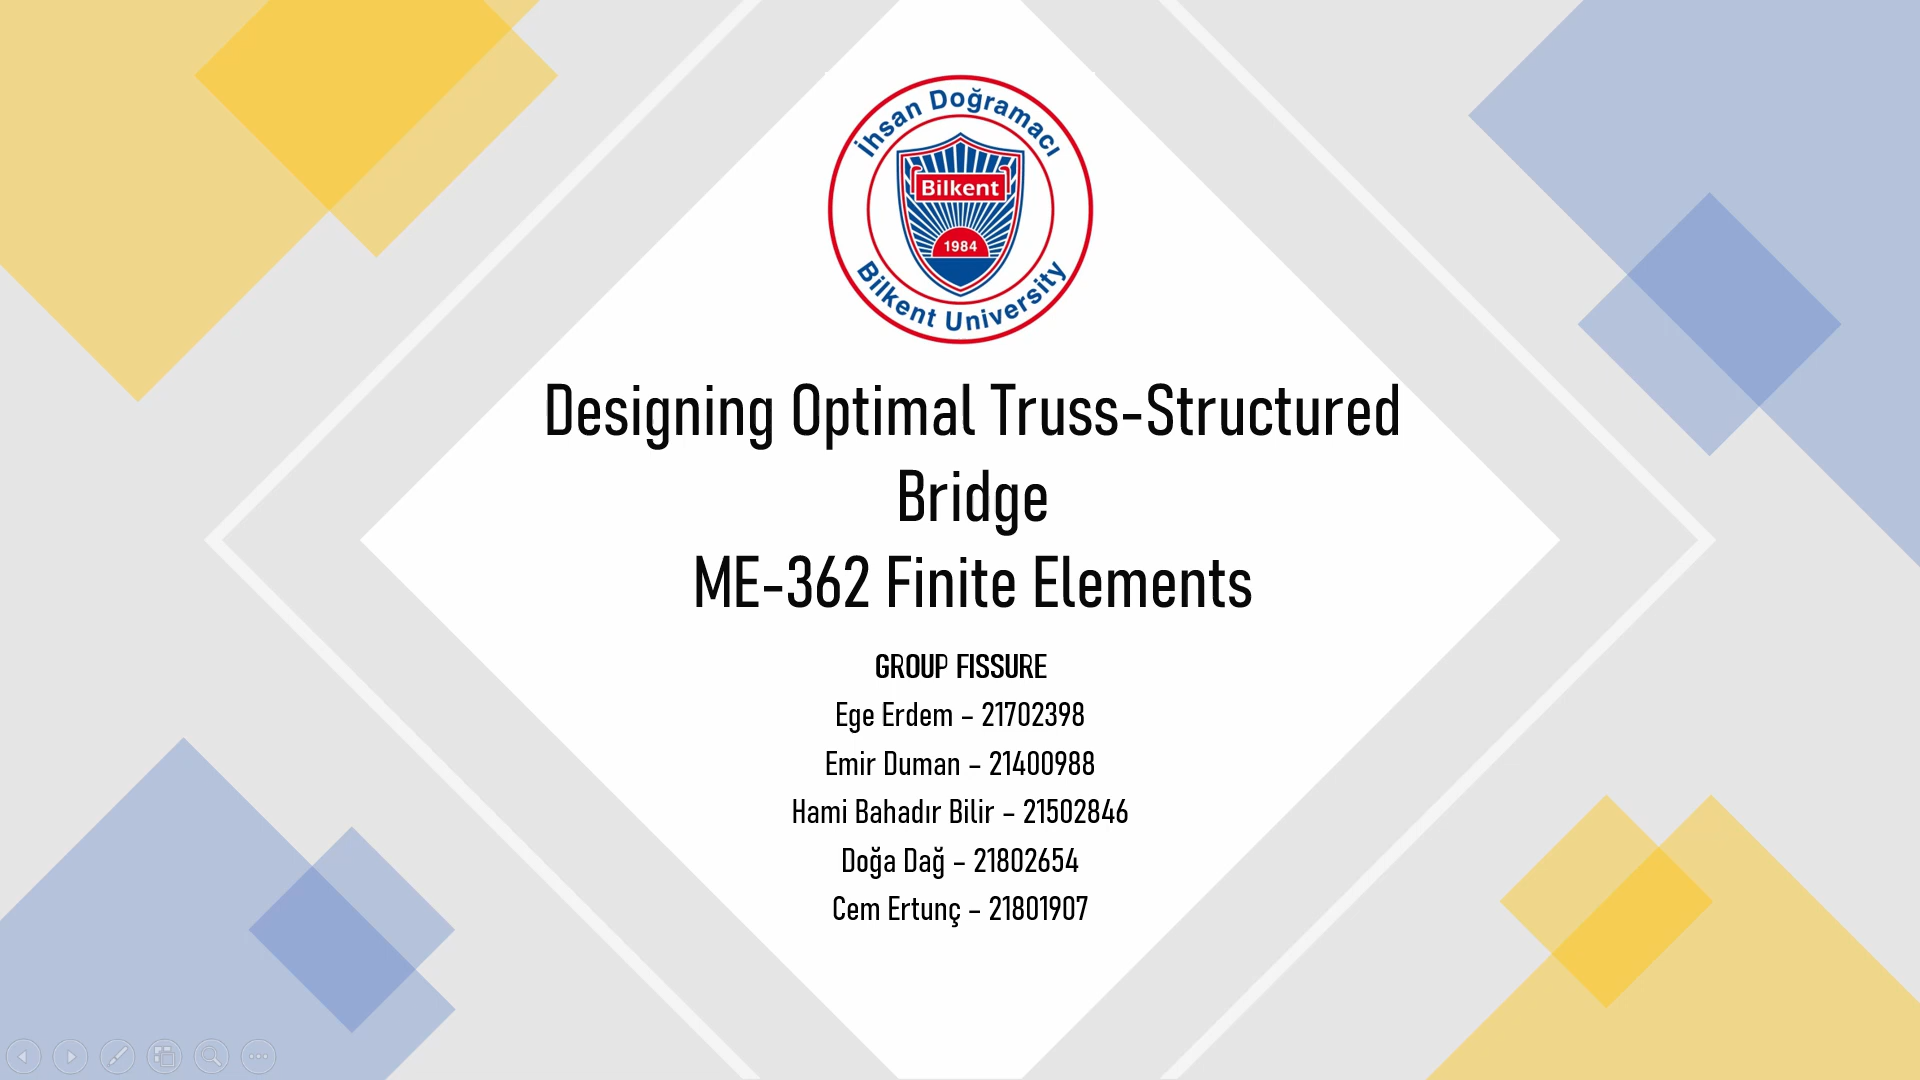 İhsan Doğramacı
Bilkent
1984
Bilkent University
Designing Optimal Truss-Structured
Bridge
ME-362 Finite Elements
GROUP FISSURE
Ege Erdem – 21702398
Emir Duman – 21400988
Hami Bahadır Bilir – 21502846
Doğa Dağ – 21802654
Cem Ertunç – 21801907